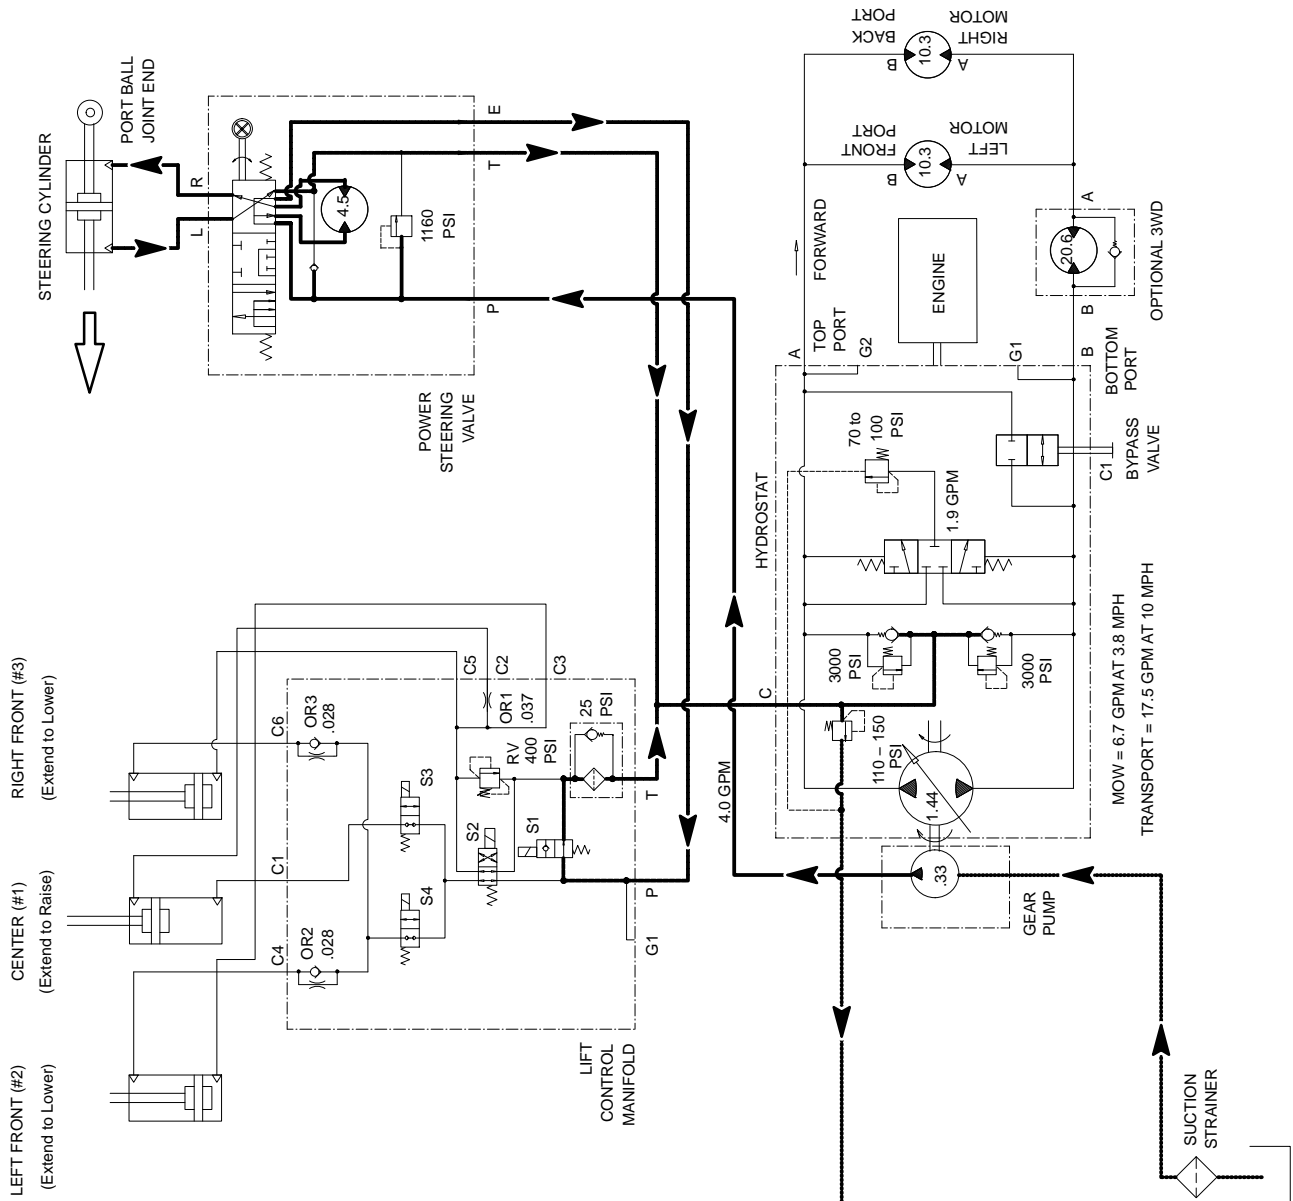 STEERING CYLINDER
PORT BALL
JOINT END
R
L
4.5
1160
PSI
E
T
P
POWER
STEERING
VALVE
RIGHT FRONT (#3)
(Extend to Lower)
CENTER (#1)
(Extend to Raise)
LEFT FRONT (#2)
(Extend to Lower)
C6
OR3
.028
C1
C4
OR2
.028
S3
S4
C5
C2
C3
OR1
.037
RV
400
PSI
25
PSI
S2
S1
T
P
G1
LIFT
CONTROL
MANIFOLD
4.0 GPM
BACK
PORT
B
10.3
A
RIGHT
MOTOR
FRONT
PORT
B
10.3
A
LEFT
MOTOR
FORWARD
ENGINE
A
20.6
B
OPTIONAL 3WD
A
TOP
PORT
G2
G1
B
BOTTOM
PORT
HYDROSTAT
70 to
100
PSI
1.9 GPM
C1
BYPASS
VALVE
3000
PSI
3000
PSI
C
110 – 150
PSI
1.44
MOW = 6.7 GPM AT 3.8 MPH
TRANSPORT = 17.5 GPM AT 10 MPH
.33
GEAR
PUMP
SUCTION
STRAINER